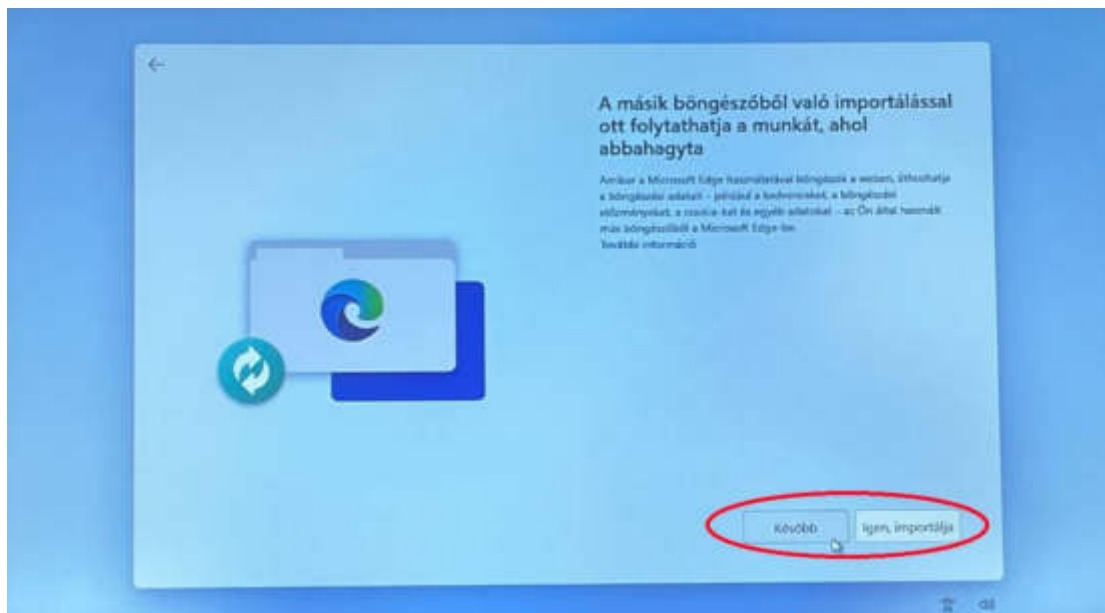 A másik böngészőből való importálással
ott folytathatja a munkát, ahol
abbahagyta
Amikor a Microsoft Edge használatával böngészik a weben, áthozhatja
a böngészési adatait – például a kedvenceket, a böngészési
előzményeket, a cookie-kat és egyéb adatokat – az Ön által használt
más böngészőkből a Microsoft Edge-be.
További információ
Később
Igen, importálja